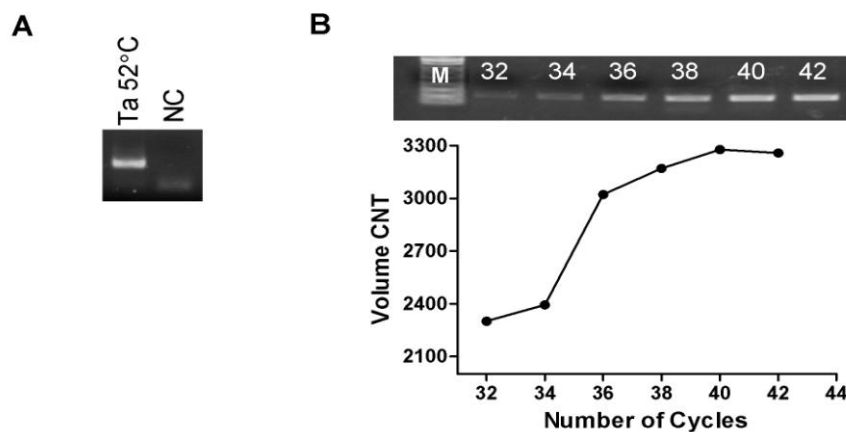 A
Ta 52°C
NC
B
M 32 34 36 38 40 42
3300
3000
2700
2400
2100
Volume CNT
32 34 36 38 40 42 44
Number of Cycles